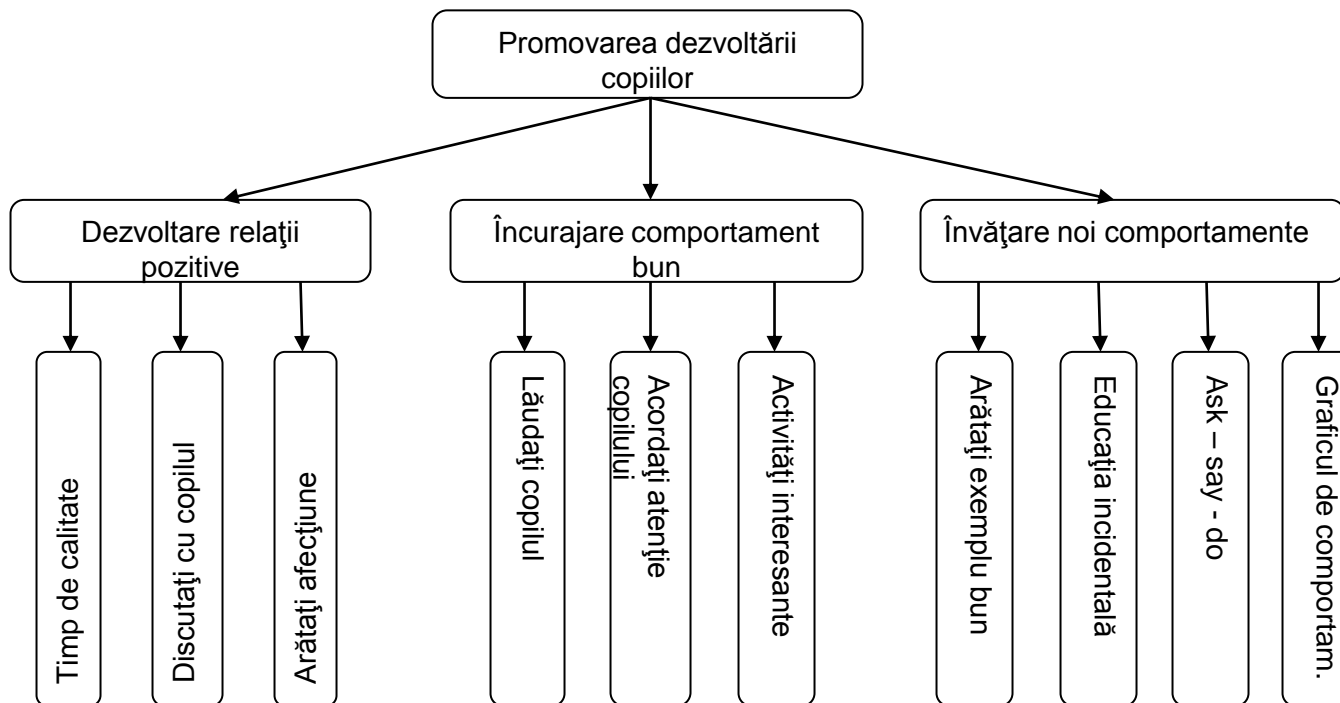 Promovarea dezvoltării
copiilor
Dezvoltare relaţii
pozitive
Încurajare comportament
bun
Învăţare noi comportamente
Timp de calitate
Discutaţi cu copilul
Arătaţi afecţiune
Lăudaţi copilul
Acordaţi atenţie
copilului
Activităţi interesante
Arătaţi exemplu bun
Educaţia incidentală
Ask – say - do
Graficul de comportam.